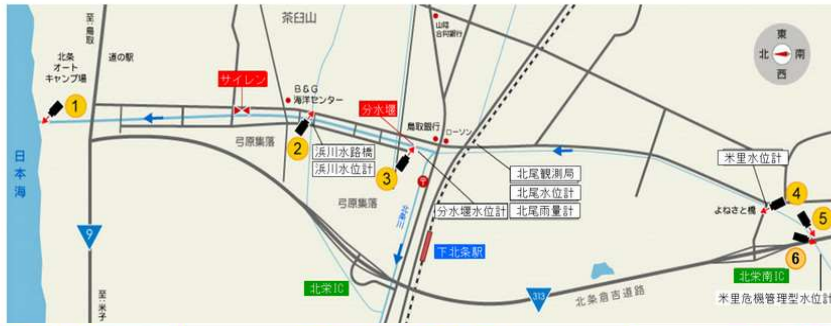 至:鳥取
茶臼山
山陰
合同銀行
東
北
南
西
北条
オート
キャンプ場
道の駅
サイレン
B&G
海洋センター
分水堰
鳥取銀行
ローソン
1
2
3
4
5
6
弓原集落
浜川水路橋
浜川水位計
北尾観測局
北尾水位計
北尾雨量計
米里水位計
よねさと橋
日本海
弓原集落
分水堰水位計
北条川
下北条駅
9
北栄IC
313
北条倉吉道路
北栄南IC
米里危機管理型水位計
至:米子